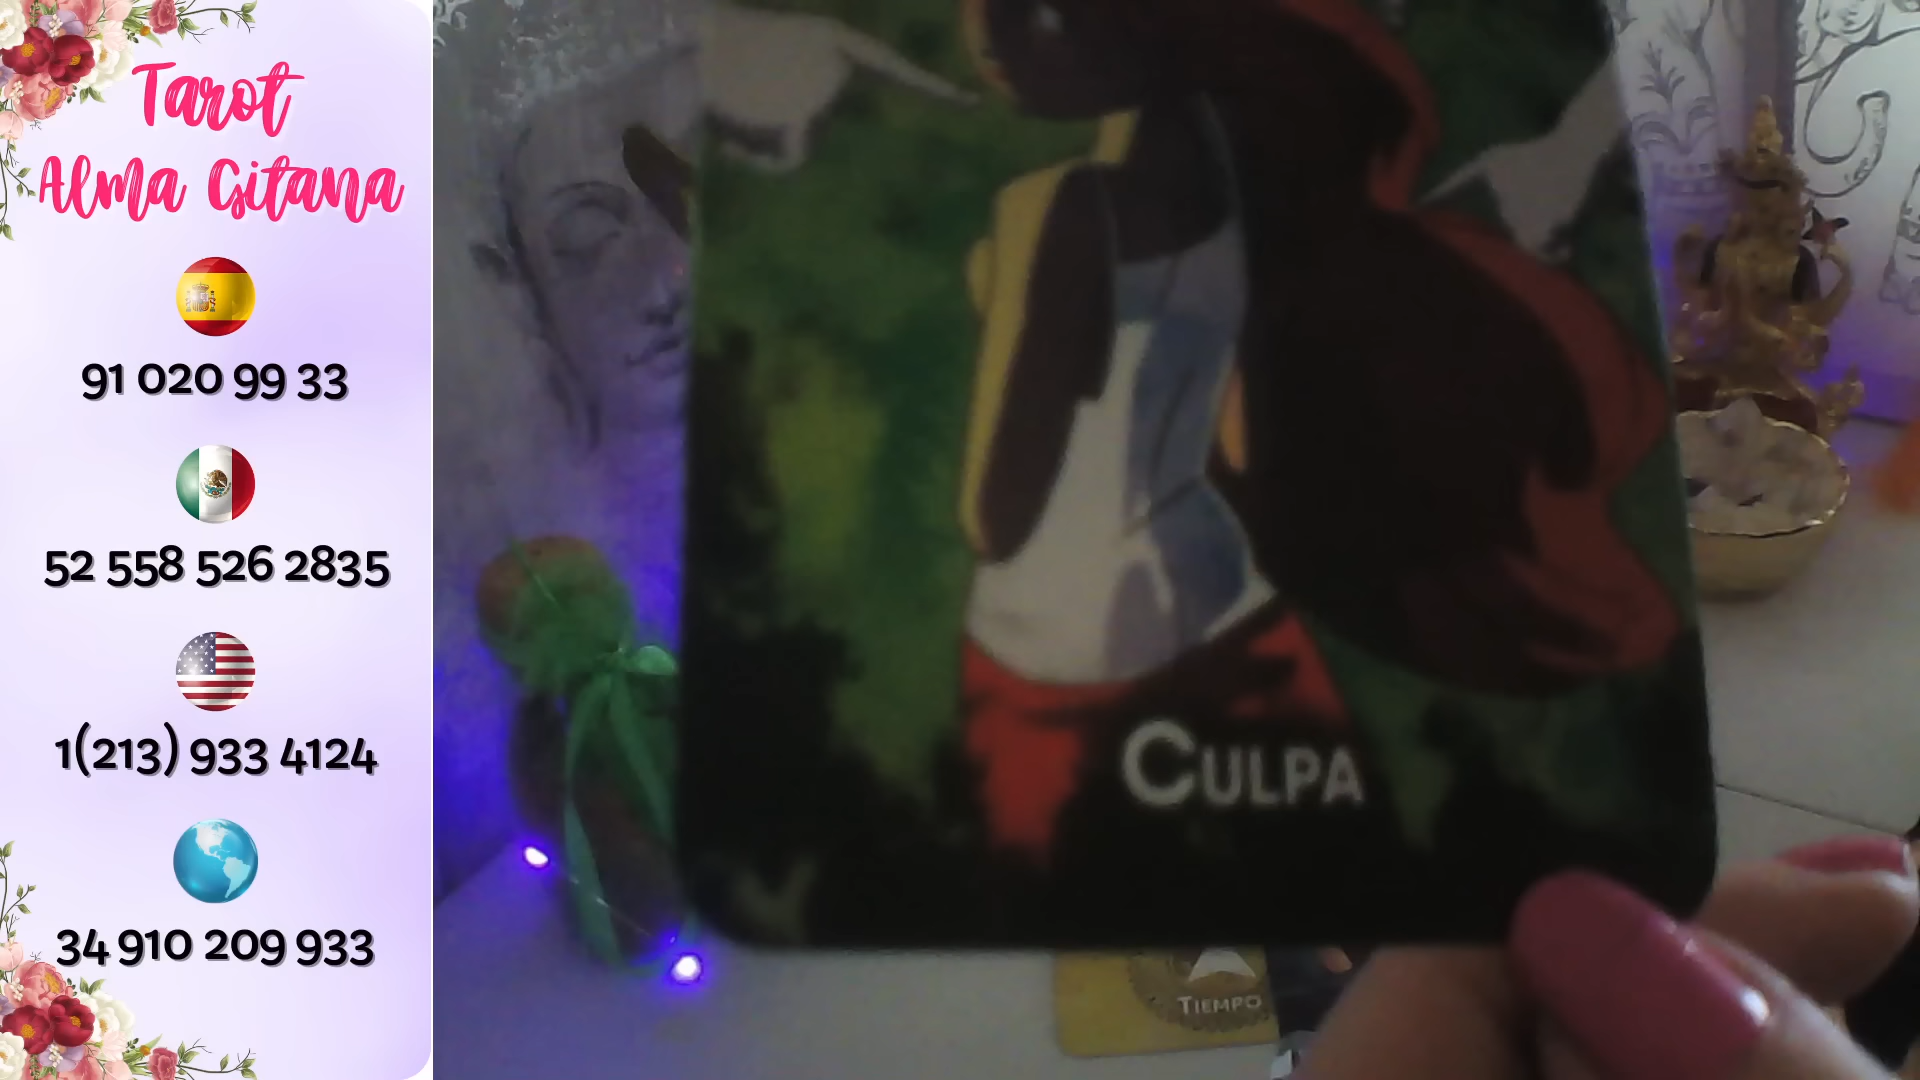 Tarot
Alma Gitana
91 020 99 33
52 558 526 2835
1(213) 933 4124
34 910 209 933
CULPA
TIEMPO